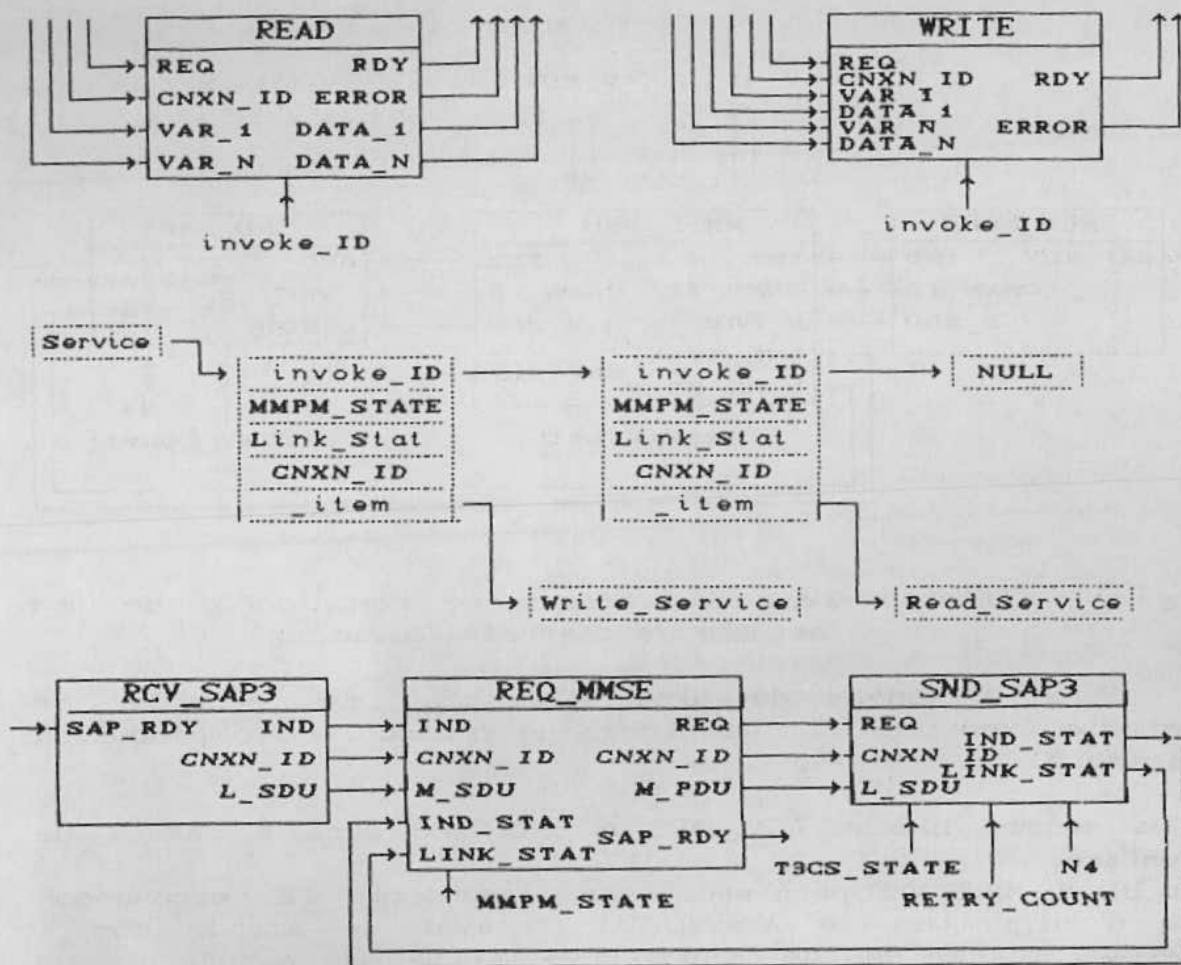 READ
REQ RDY
CNXN_ID ERROR
VAR_1 DATA_1
VAR_N DATA_N
invoke_ID
WRITE
REQ
CNXN_ID RDY
VAR_1
DATA_1
VAR_N ERROR
DATA_N
invoke_ID
Service
invoke_ID
MMPM_STATE
Link_Stat
CNXN_ID
_item
invoke_ID
MMPM_STATE
Link_Stat
CNXN_ID
_item
NULL
Write_Service
Read_Service
RCV_SAP3
SAP_RDY IND
CNXN_ID
L_SDU
REQ_MMSE
IND REQ
CNXN_ID CNXN_ID
M_SDU M_PDU
IND_STAT
SAP_RDY
LINK_STAT
MMPM_STATE
SND_SAP3
REQ
IND_STAT
CNXN_ID
LINK_STAT
L_SDU
T3CS_STATE N4
RETRY_COUNT